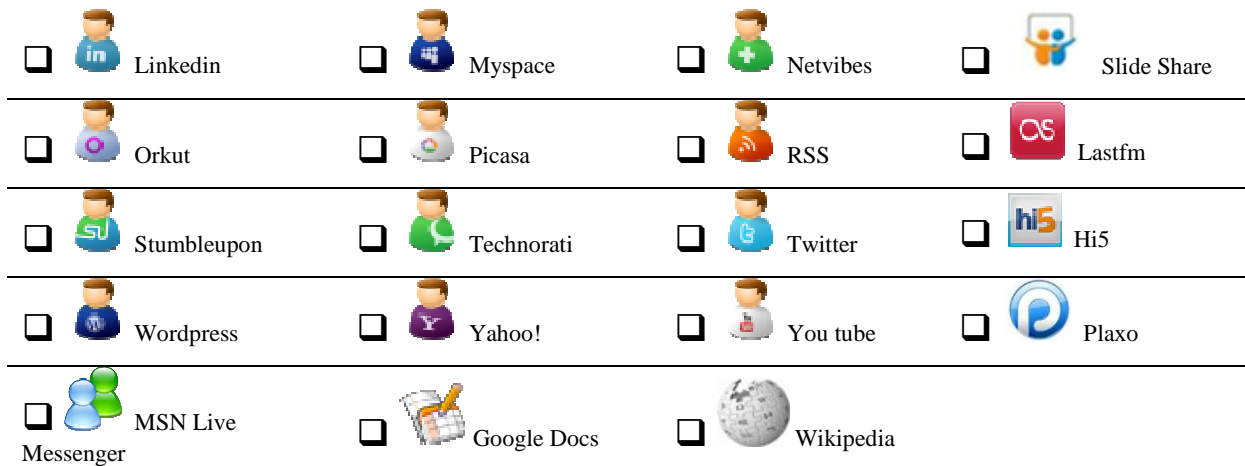 ❑ Linkedin ❑ Myspace ❑ Netvibes ❑ Slide Share
❑ Orkut ❑ Picasa ❑ RSS ❑ Lastfm
❑ Stumbleupon ❑ Technorati ❑ Twitter ❑ hi5 Hi5
❑ Wordpress ❑ Yahoo! ❑ You tube ❑ Plaxo
❑ MSN Live ❑ Google Docs ❑ Wikipedia
Messenger